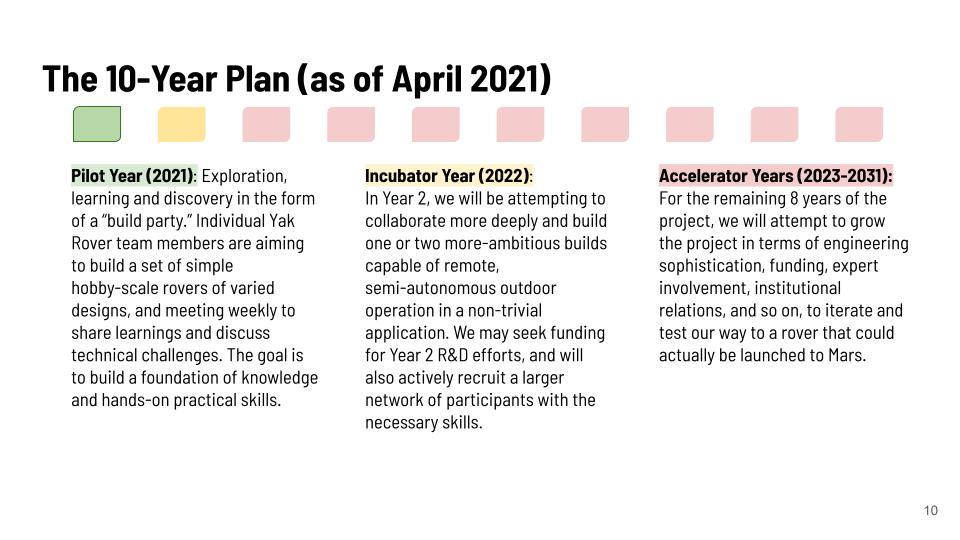 The 10-Year Plan (as of April 2021)
Pilot Year (2021): Exploration,
learning and discovery in the form
of a “build party.” Individual Yak
Rover team members are aiming
to build a set of simple
hobby-scale rovers of varied
designs, and meeting weekly to
share learnings and discuss
technical challenges. The goal is
to build a foundation of knowledge
and hands-on practical skills.
Incubator Year (2022):
In Year 2, we will be attempting to
collaborate more deeply and build
one or two more-ambitious builds
capable of remote,
semi-autonomous outdoor
operation in a non-trivial
application. We may seek funding
for Year 2 R&D efforts, and will
also actively recruit a larger
network of participants with the
necessary skills.
Accelerator Years (2023-2031):
For the remaining 8 years of the
project, we will attempt to grow
the project in terms of engineering
sophistication, funding, expert
involvement, institutional
relations, and so on, to iterate and
test our way to a rover that could
actually be launched to Mars.
10